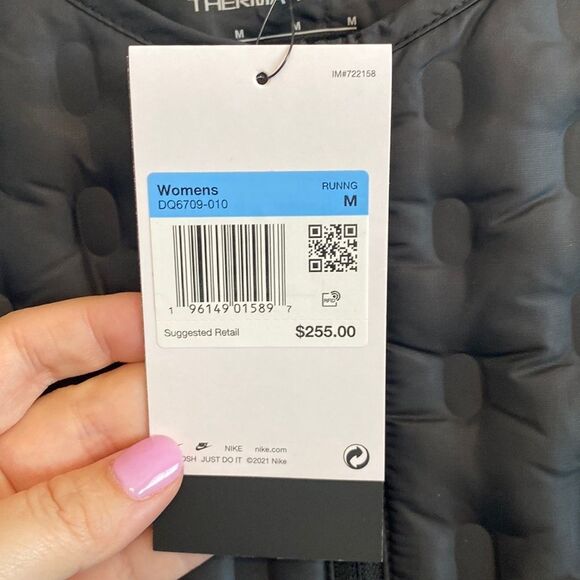 THERMA
M M M
IM#722158
Womens RUNNG
DQ6709-010 M
1 96149 01589 7
RFID
Suggested Retail $255.00
NIKE nike.com
JUST DO IT ©2021 Nike